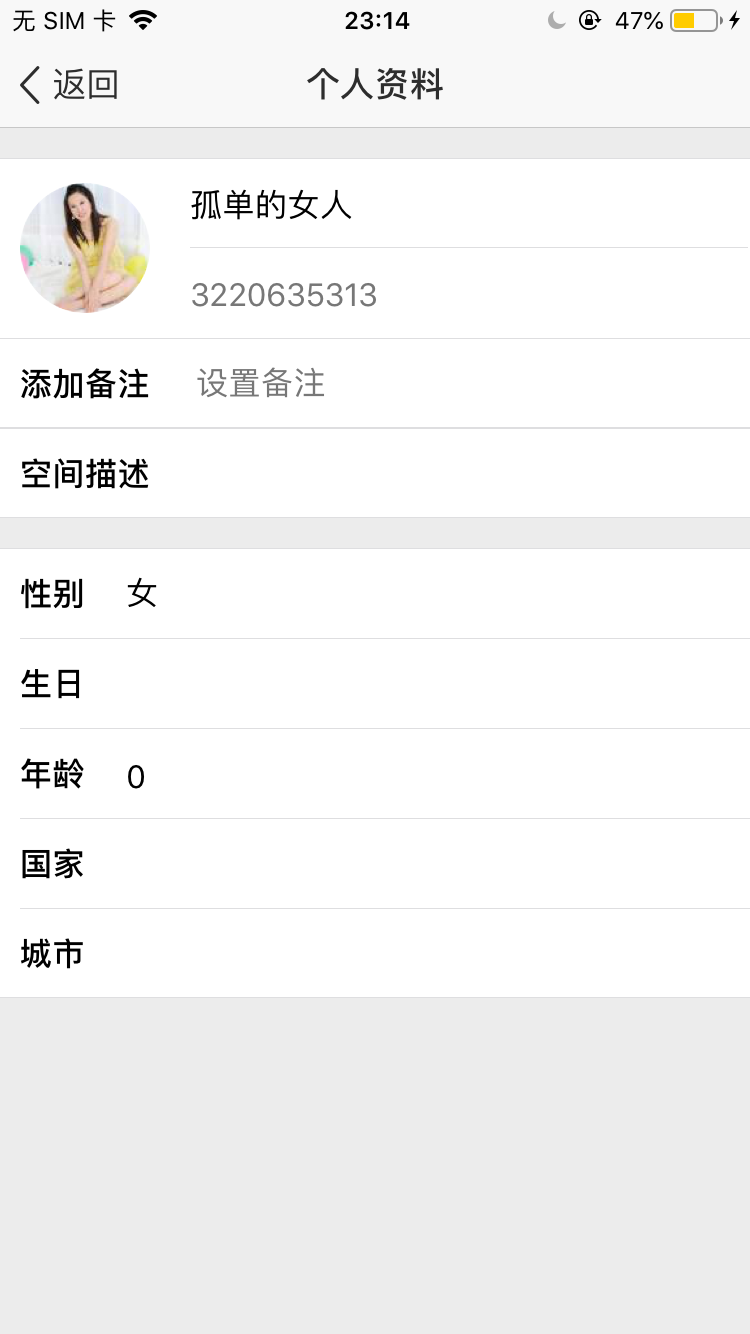 无 SIM 卡 23:14 47%
返回 个人资料
孤单的女人
3220635313
添加备注 设置备注
空间描述
性别 女
生日
年龄 0
国家
城市